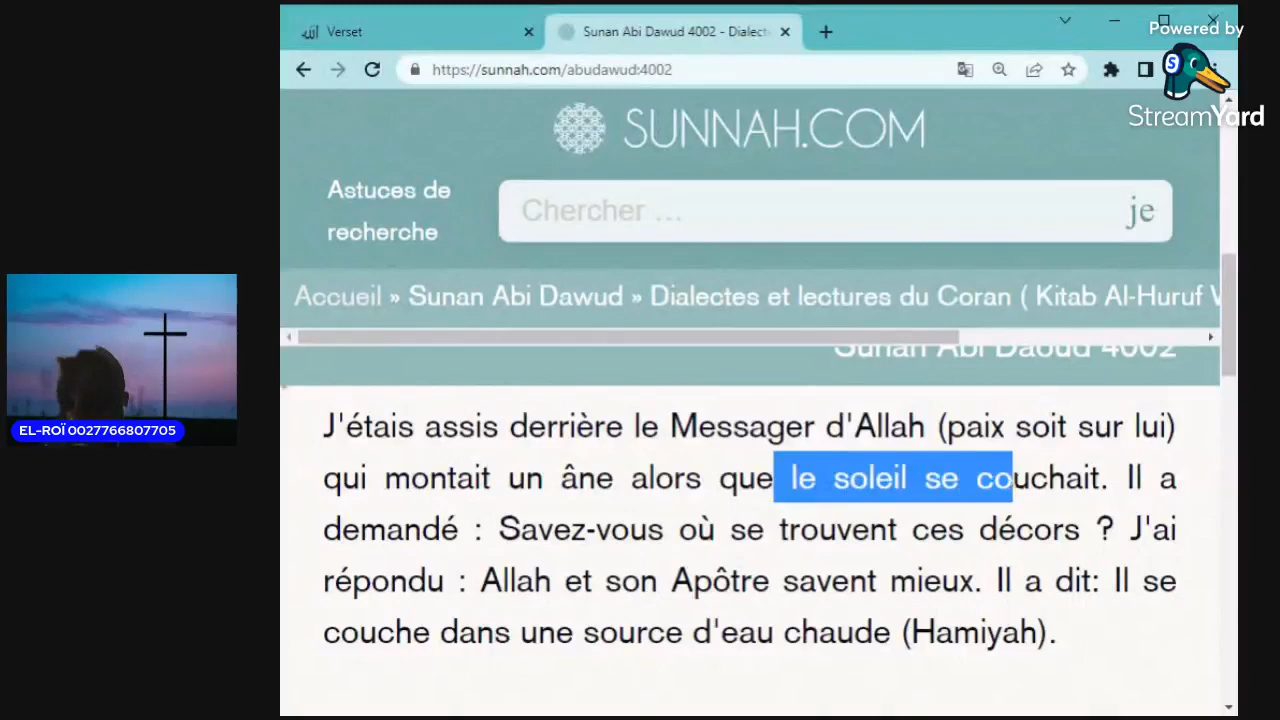 Verset
Sunan Abi Dawud 4002 - Dialect
Powered by
https://sunnah.com/abudawud:4002
StreamYard
SUNNAH.COM
Astuces de
recherche
Chercher ...
je
Accueil » Sunan Abi Dawud » Dialectes et lectures du Coran ( Kitab Al-Huruf
Sunan Abi Daoud 4002
J'étais assis derrière le Messager d'Allah (paix soit sur lui)
qui montait un âne alors que le soleil se couchait. Il a
demandé : Savez-vous où se trouvent ces décors ? J'ai
répondu : Allah et son Apôtre savent mieux. Il a dit: Il se
couche dans une source d'eau chaude (Hamiyah).
EL-ROÏ 0027766807705